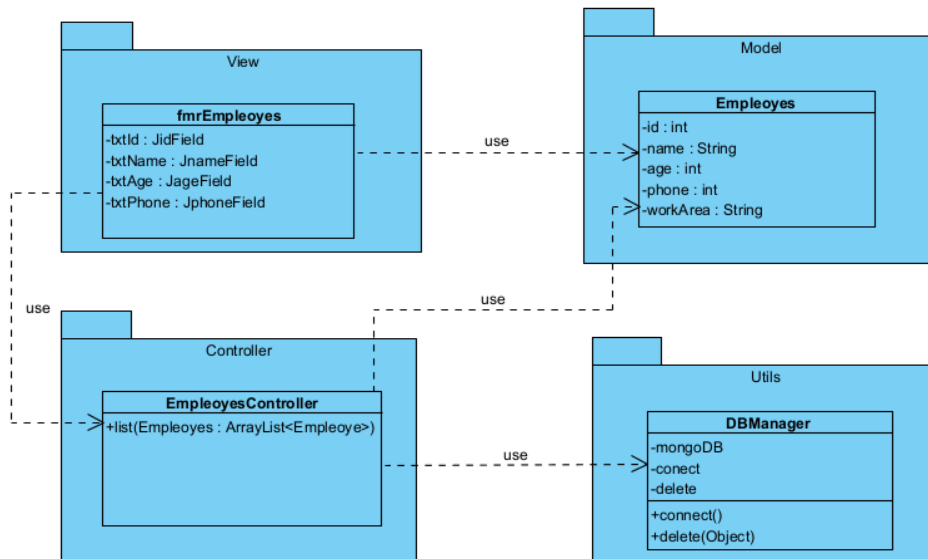 View
fmrEmpleoyes
-txtId : JidField
-txtName : JnameField
-txtAge : JageField
-txtPhone : JphoneField
use
Model
Empleoyes
-id : int
-name : String
-age : int
-phone : int
-workArea : String
use
use
Controller
EmpleoyesController
+list(Empleoyes : ArrayList<Empleoye>)
use
Utils
DBManager
-mongoDB
-conect
-delete
+connect()
+delete(Object)